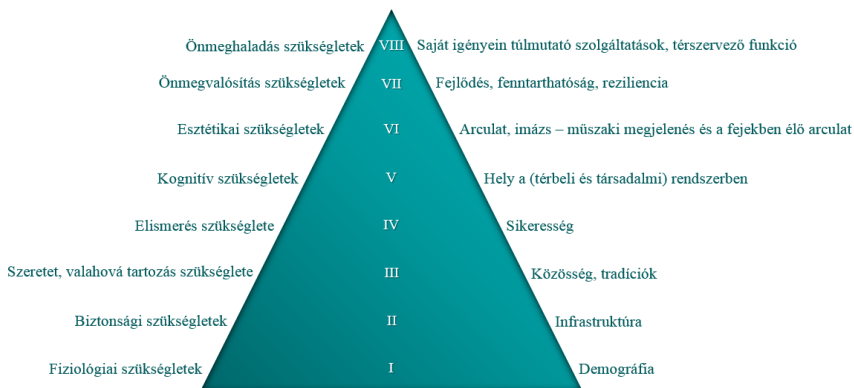 Önmeghaladás szükségletek VIII Saját igényein túlmutató szolgáltatások, térszervező funkció
Önmegvalósítás szükségletek VII Fejlődés, fenntarthatóság, reziliencia
Esztétikai szükségletek VI Arculat, imázs – műszaki megjelenés és a fejekben élő arculat
Kognitív szükségletek V Hely a (térbeli és társadalmi) rendszerben
Elismerés szükséglete IV Sikeresség
Szeretet, valahová tartozás szükséglete III Közösség, tradíciók
Biztonsági szükségletek II Infrastruktúra
Fiziológiai szükségletek I Demográfia